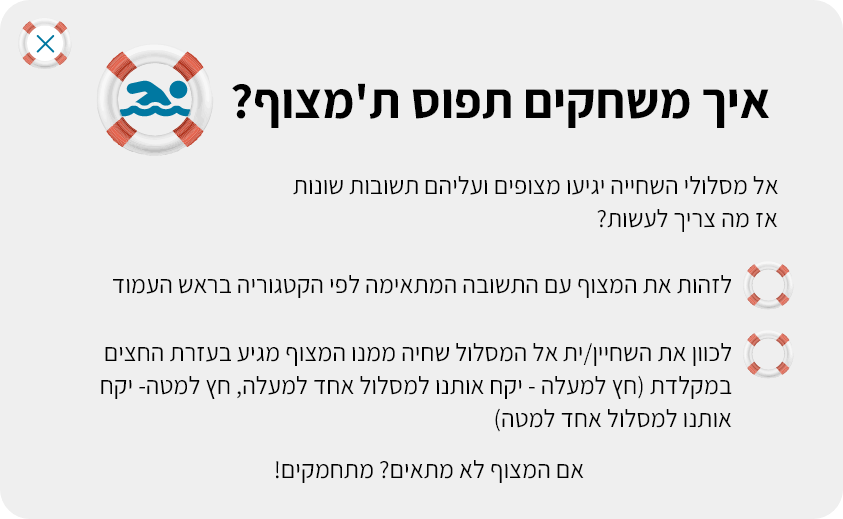 איך משחקים תפוס ת'מצוף?
אל מסלולי השחייה יגיעו מצופים ועליהם תשובות שונות
אז מה צריך לעשות?
לזהות את המצוף עם התשובה המתאימה לפי הקטגוריה בראש העמוד
לכוון את השחיין/ית אל המסלול שחיה ממנו המצוף מגיע בעזרת החצים
במקלדת (חץ למעלה - יקח אותנו למסלול אחד למעלה, חץ למטה- יקח
אותנו למסלול אחד למטה)
אם המצוף לא מתאים? מתחמקים!